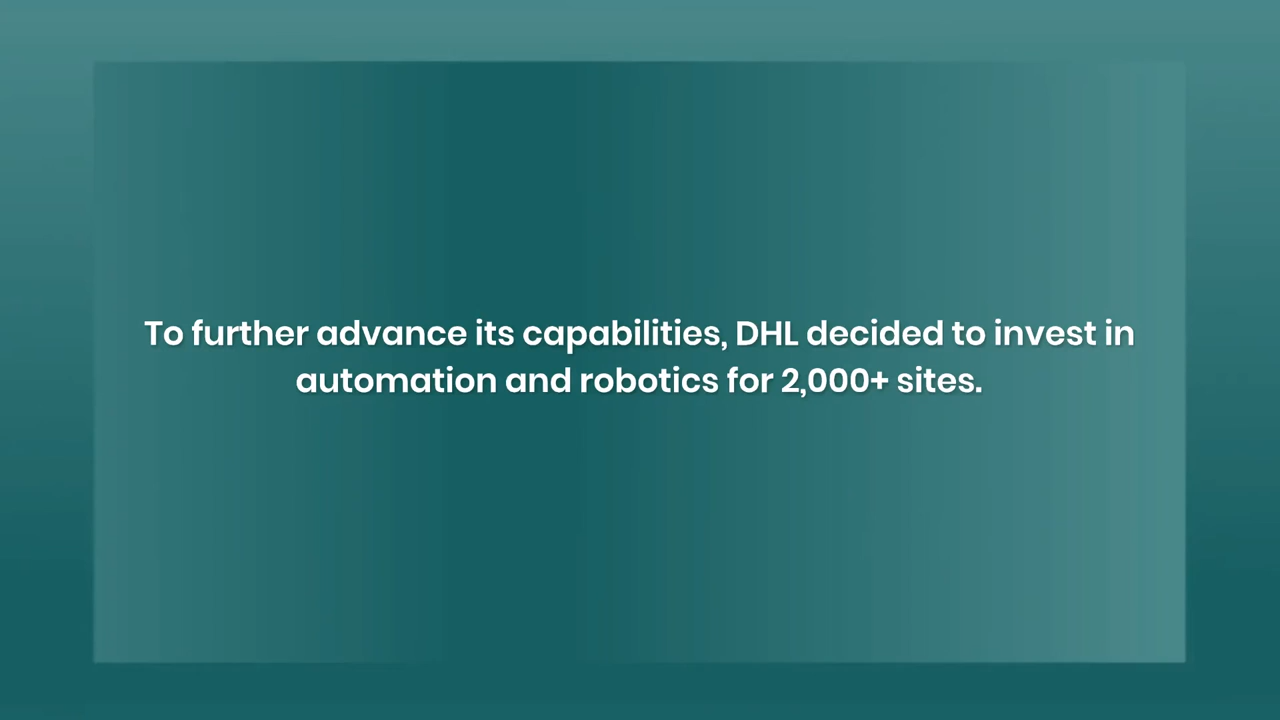 To further advance its capabilities, DHL decided to invest in
automation and robotics for 2,000+ sites.